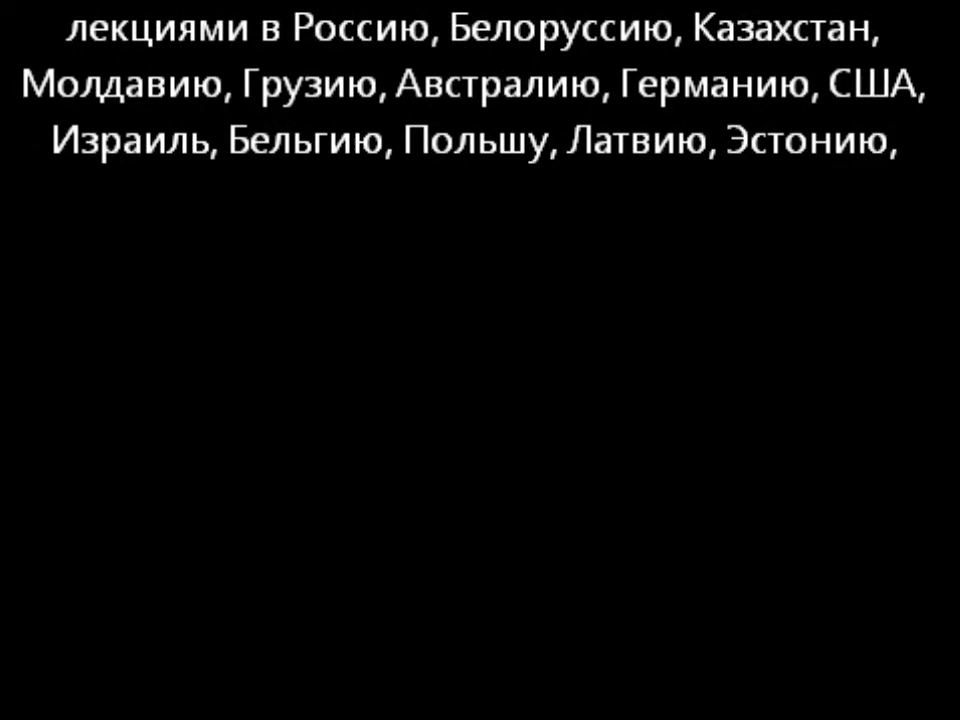 лекциями в Россию, Белоруссию, Казахстан,
Молдавию, Грузию, Австралию, Германию, США,
Израиль, Бельгию, Польшу, Латвию, Эстонию,